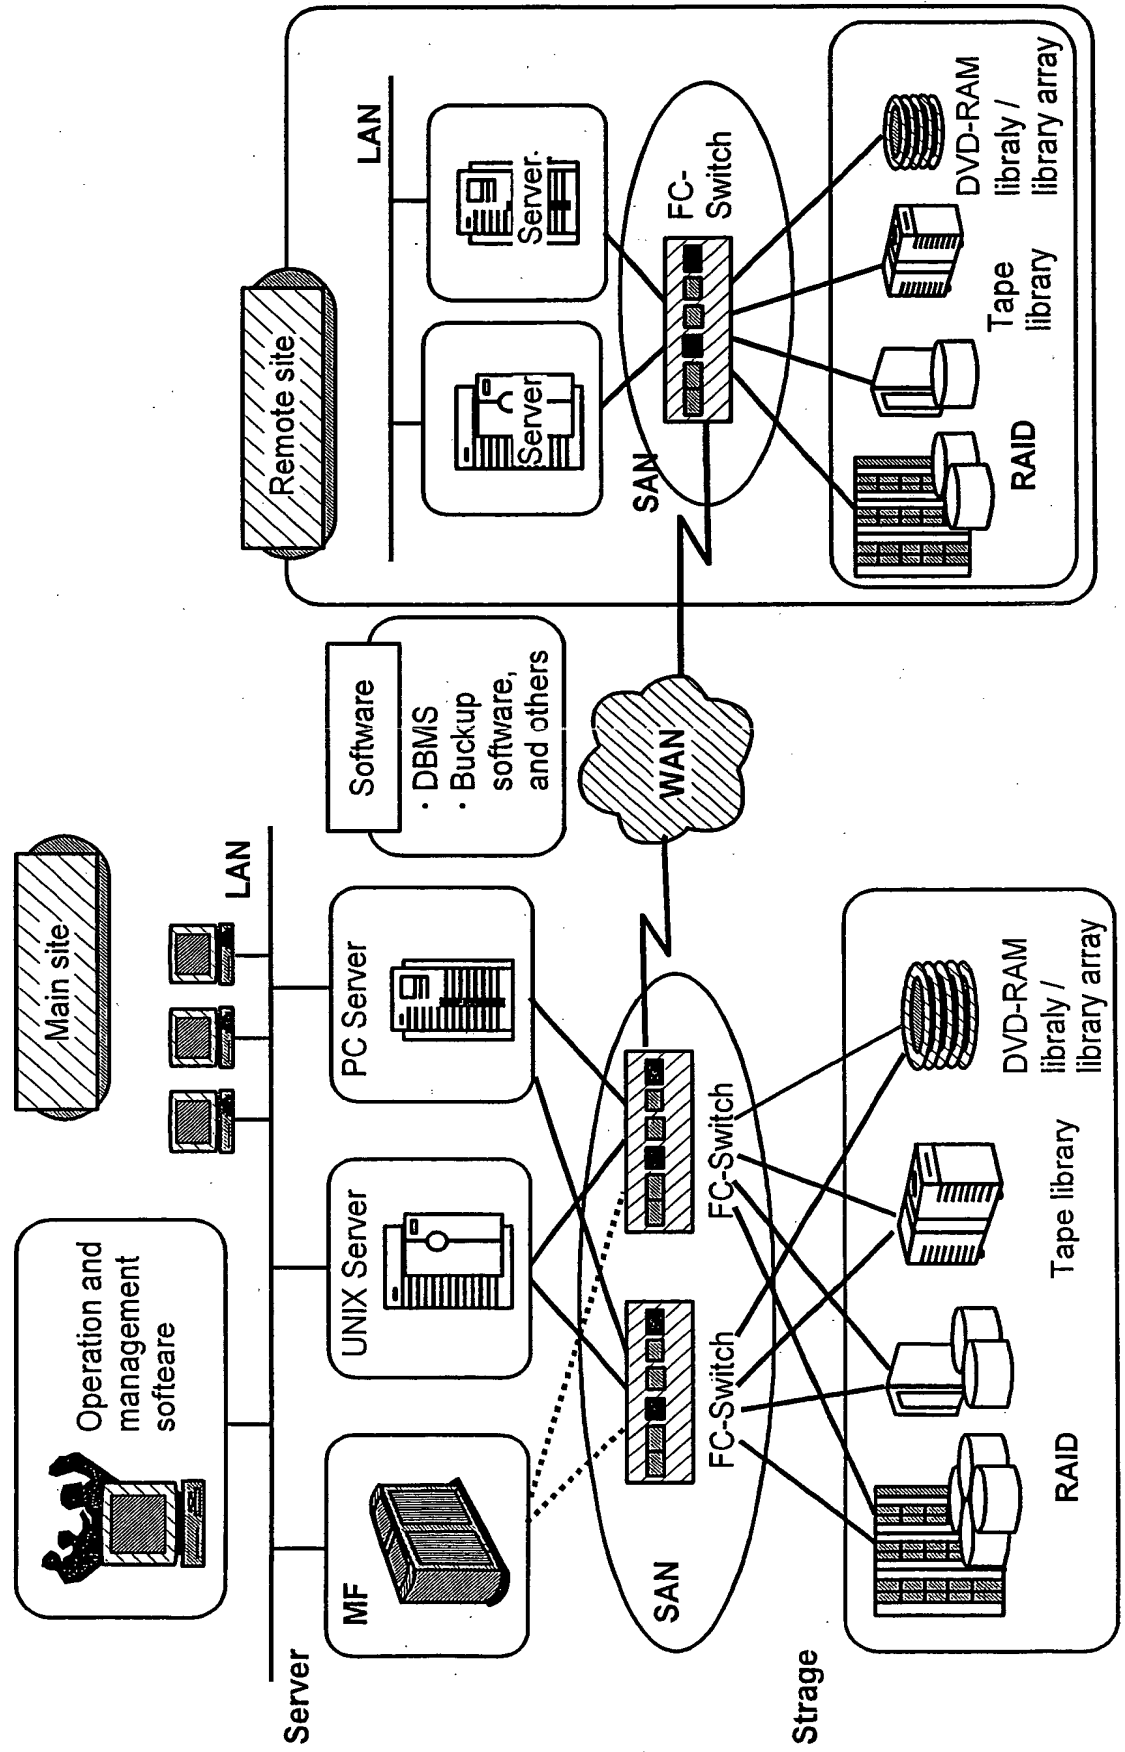 Main site
Operation and
management
softeare
LAN
Server
MF
UNIX Server
PC Server
Software
· DBMS
· Buckup
software,
and others
SAN
FC-Switch
FC-Switch
WAN
Strage
RAID
Tape library
DVD-RAM
libraly /
library array
Remote site
LAN
Server
Server
SAN
FC-
Switch
RAID
Tape
library
DVD-RAM
libraly /
library array